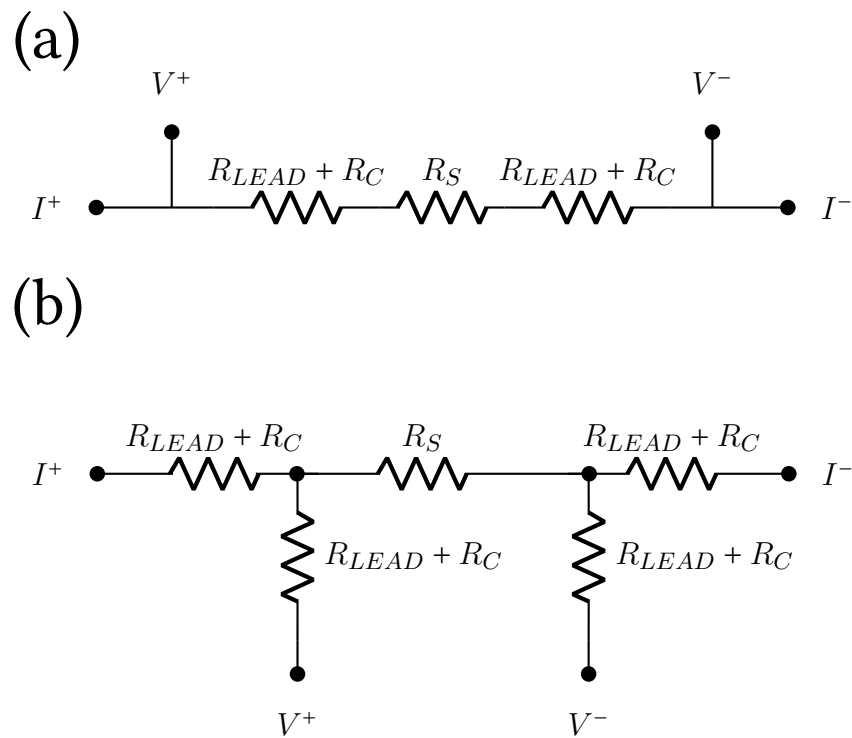 (a)
V⁺ V⁻
R_LEAD + R_C R_S R_LEAD + R_C
I⁺ I⁻
(b)
R_LEAD + R_C R_S R_LEAD + R_C
I⁺ I⁻
R_LEAD + R_C R_LEAD + R_C
V⁺ V⁻